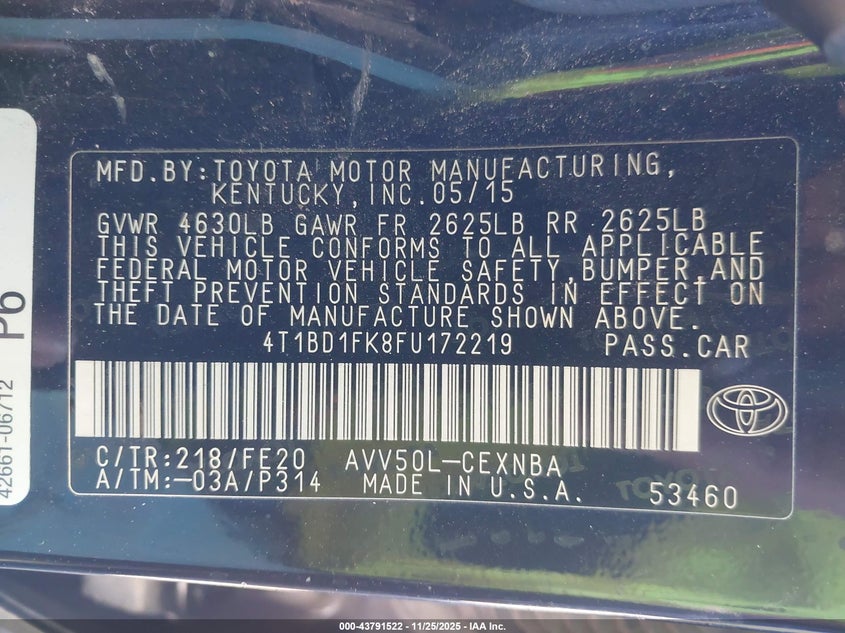 MFD.BY:TOYOTA MOTOR MANUFACTURING,
KENTUCKY,INC.05/15
GVWR 4630LB GAWR FR 2625LB RR 2625LB
THIS VEHICLE CONFORMS TO ALL APPLICABLE
FEDERAL MOTOR VEHICLE SAFETY,BUMPER,AND
THEFT PREVENTION STANDARDS IN EFFECT ON
THE DATE OF MANUFACTURE SHOWN ABOVE.
4T1BD1FK8FU172219 PASS.CAR
C/TR:218/FE20 AVV50L-CEXNBA
A/TM:-03A/P314 MADE IN U.S.A. 53460
42661-06712
P6
000-43791522 - 11/25/2025 - IAA Inc.